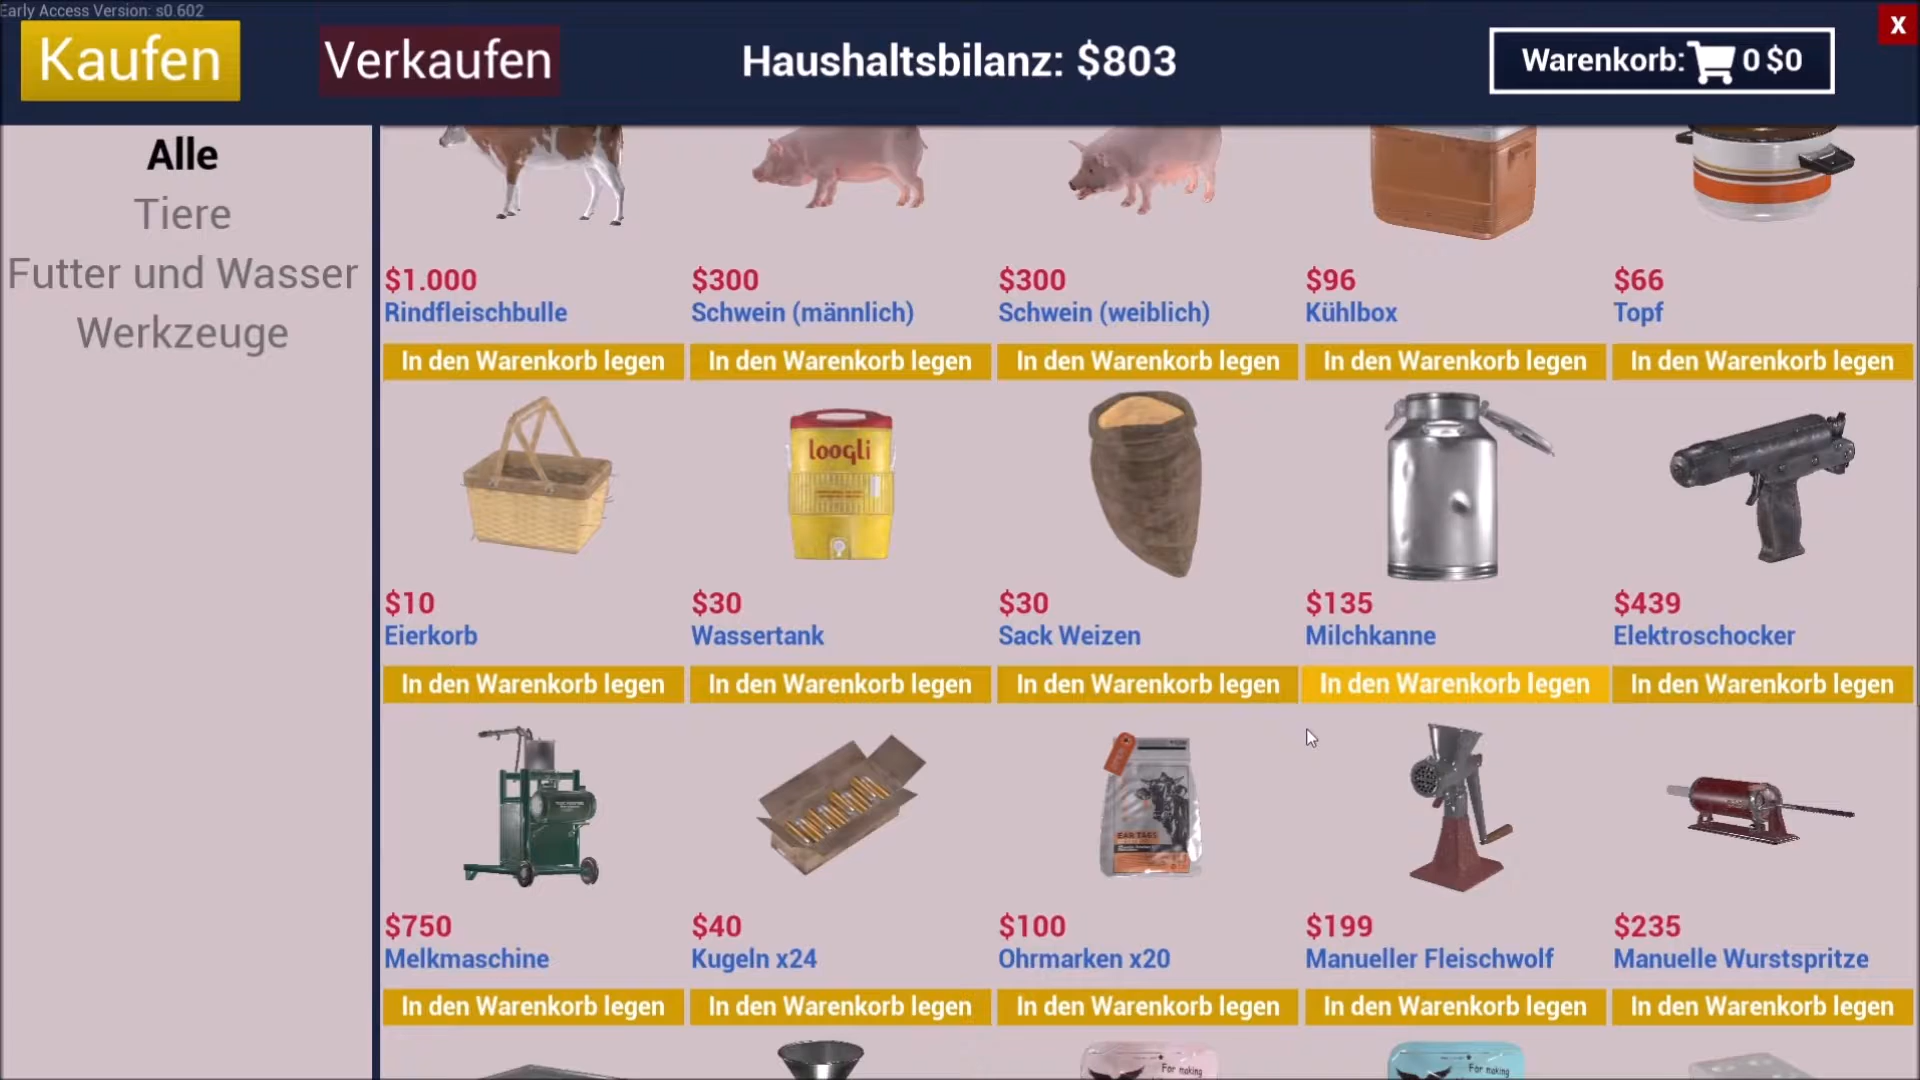 Early Access Version: s0.602
Kaufen
Verkaufen
Haushaltsbilanz: $803
Warenkorb: 0 $0
X
Alle
Tiere
Futter und Wasser
Werkzeuge
$1.000
Rindfleischbulle
In den Warenkorb legen
$300
Schwein (männlich)
In den Warenkorb legen
$300
Schwein (weiblich)
In den Warenkorb legen
$96
Kühlbox
In den Warenkorb legen
$66
Topf
In den Warenkorb legen
$10
Eierkorb
In den Warenkorb legen
loogli
$30
Wassertank
In den Warenkorb legen
$30
Sack Weizen
In den Warenkorb legen
$135
Milchkanne
In den Warenkorb legen
$439
Elektroschocker
In den Warenkorb legen
$750
Melkmaschine
In den Warenkorb legen
$40
Kugeln x24
In den Warenkorb legen
EAR TAGS
$100
Ohrmarken x20
In den Warenkorb legen
$199
Manueller Fleischwolf
In den Warenkorb legen
$235
Manuelle Wurstspritze
In den Warenkorb legen
For making
For making